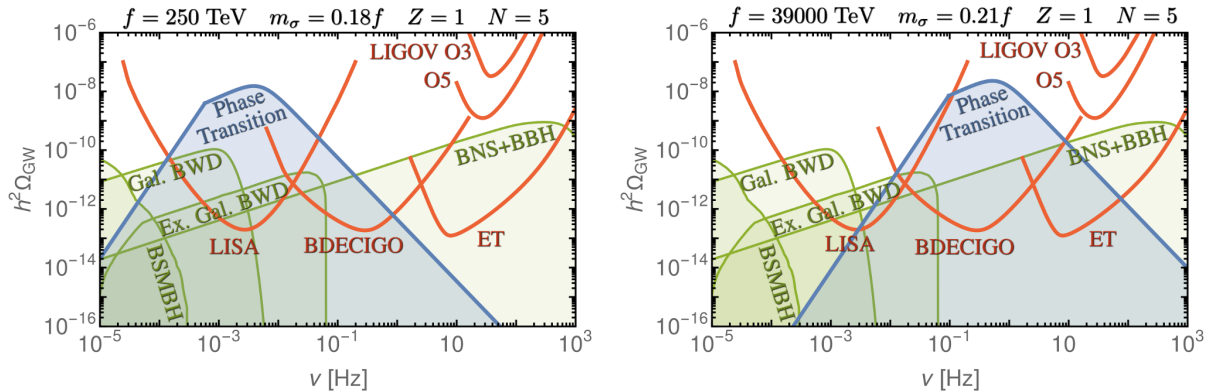 f = 250 TeV m_σ = 0.18f Z = 1 N = 5
10^-6
10^-8
10^-10
10^-12
10^-14
10^-16
h²Ω_GW
LIGOV O3
O5
Phase
Transition
Gal. BWD
Ex. Gal. BWD
BNS+BBH
LISA
BDECIGO
ET
BSMBH
10^-5
10^-3
10^-1
10
10^3
ν [Hz]
f = 39000 TeV m_σ = 0.21f Z = 1 N = 5
10^-6
10^-8
10^-10
10^-12
10^-14
10^-16
h²Ω_GW
LIGOV O3
O5
Phase
Transition
Gal. BWD
Ex. Gal. BWD
BNS+BBH
LISA
BDECIGO
ET
BSMBH
10^-5
10^-3
10^-1
10
10^3
ν [Hz]